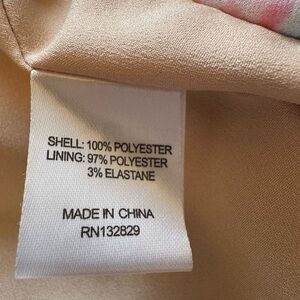 SHELL: 100% POLYESTER
LINING: 97% POLYESTER
3% ELASTANE
MADE IN CHINA
RN132829